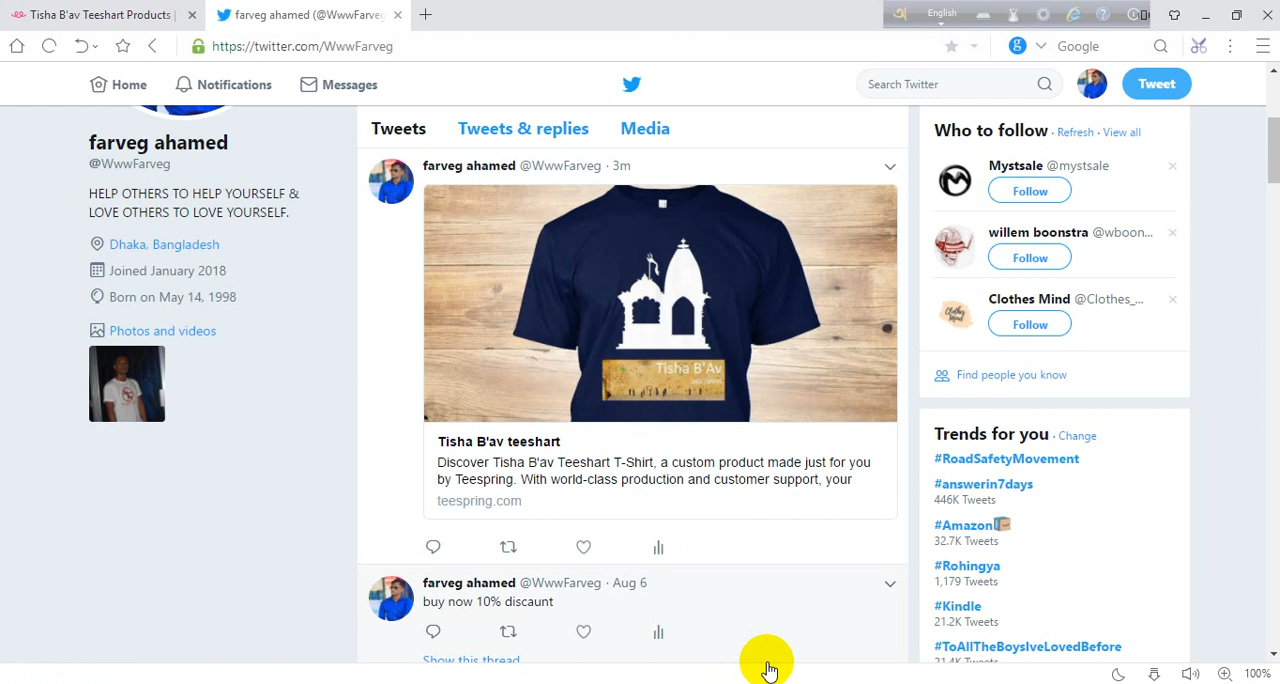 Tisha B'av Teeshart Products |
farveg ahamed (@WwwFarveg
English
https://twitter.com/WwwFarveg
Google
Home
Notifications
Messages
Search Twitter
Tweet
farveg ahamed
@WwwFarveg
HELP OTHERS TO HELP YOURSELF &
LOVE OTHERS TO LOVE YOURSELF.
Dhaka, Bangladesh
Joined January 2018
Born on May 14, 1998
Photos and videos
Tweets
Tweets & replies
Media
farveg ahamed @WwwFarveg · 3m
Tisha B'Av
Tisha B'av teeshart
Discover Tisha B'av Teeshart T-Shirt, a custom product made just for you
by Teespring. With world-class production and customer support, your
teespring.com
farveg ahamed @WwwFarveg · Aug 6
buy now 10% discaunt
Show this thread
Who to follow · Refresh · View all
Mystsale @mystsale
Follow
willem boonstra @wboon...
Follow
Clothes Mind @Clothes_...
Follow
Find people you know
Trends for you · Change
#RoadSafetyMovement
#answerin7days
446K Tweets
#Amazon
32.7K Tweets
#Rohingya
1,179 Tweets
#Kindle
21.2K Tweets
#ToAllTheBoysIveLovedBefore
21.4K Tweets
100%